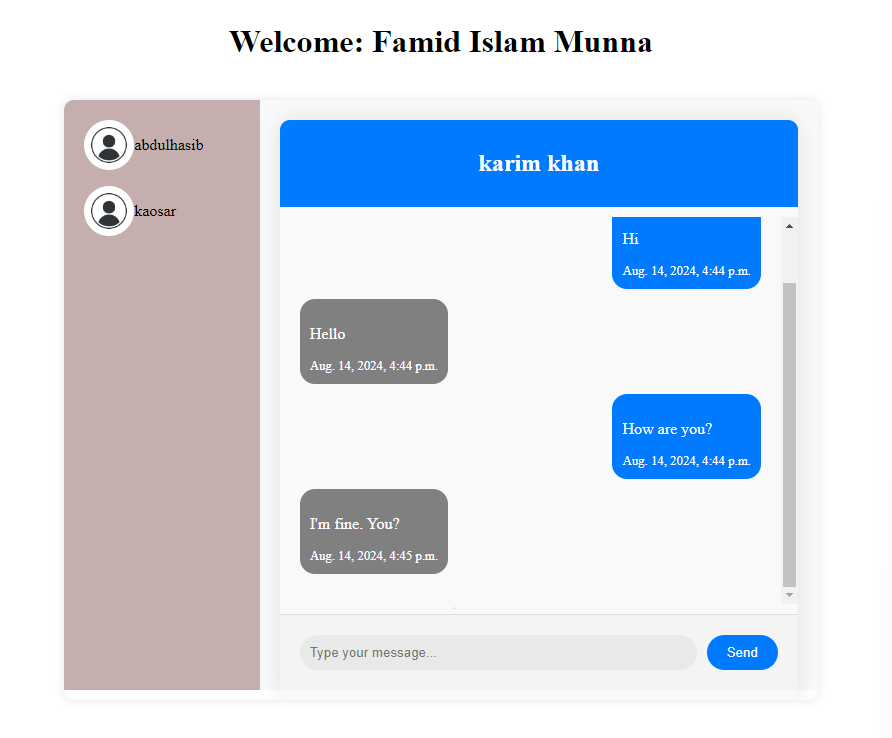 Welcome: Famid Islam Munna
abdulhasib
kaosar
karim khan
Hi
Aug. 14, 2024, 4:44 p.m.
Hello
Aug. 14, 2024, 4:44 p.m.
How are you?
Aug. 14, 2024, 4:44 p.m.
I'm fine. You?
Aug. 14, 2024, 4:45 p.m.
Type your message...
Send